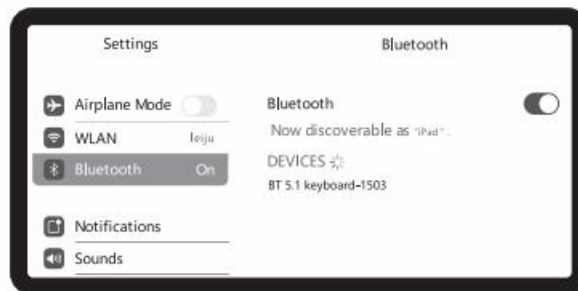 Settings
Bluetooth
Airplane Mode
WLAN leiju
Bluetooth On
Notifications
Sounds
Bluetooth
Now discoverable as "iPad".
DEVICES
BT 5.1 keyboard-1503